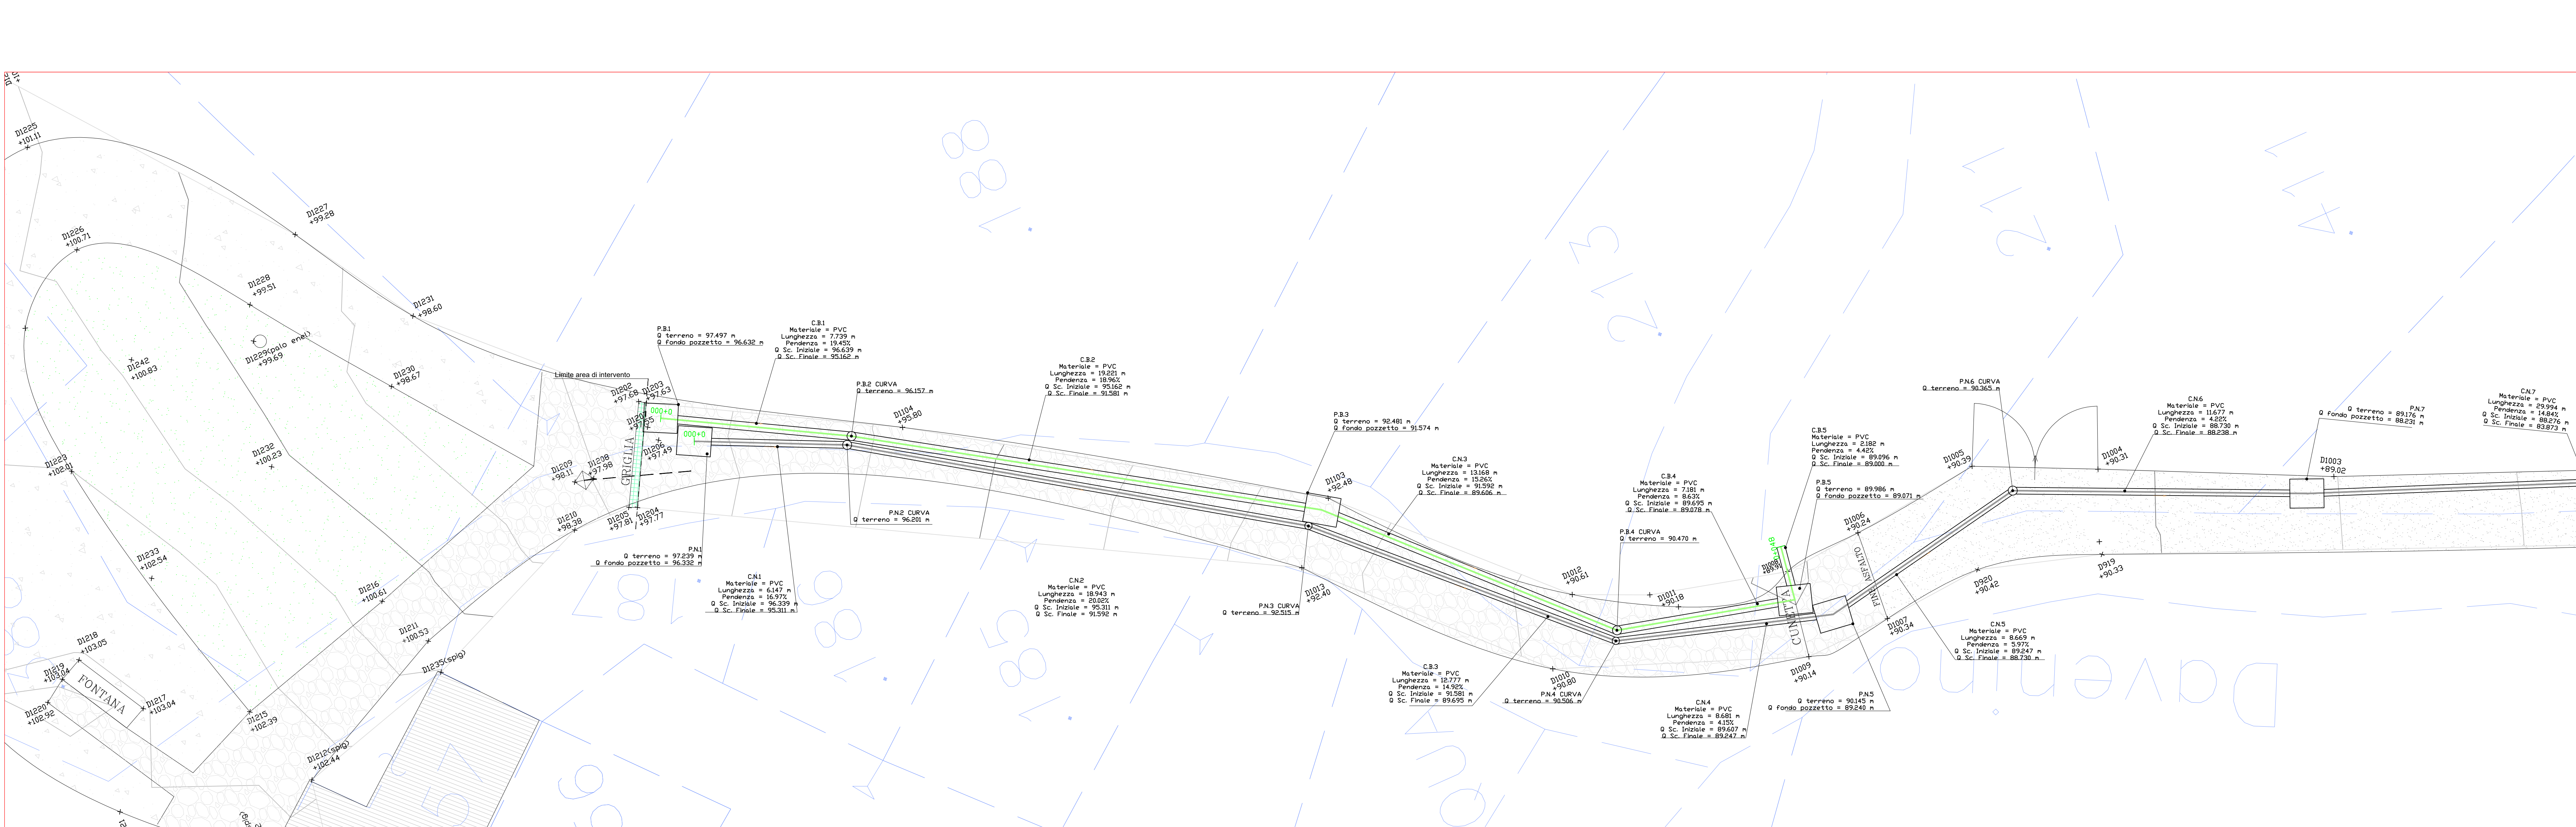 D1225
+101.11
D1226
+100.71
D1227
+99.28
D1228
+99.51
D1231
+98.60
D1229(palo enel)
+99.69
D1242
+100.83
D1230
+98.67
D1232
+100.23
D1223
+102.01
D1233
+102.54
D1216
+100.61
D1211
+100.53
D1218
+103.05
D1219
+103.04
FONTANA
D1217
+103.04
D1220
+102.92
D1215
+102.39
D1212(spig)
+102.44
D1235(spig)
Limite area di intervento
D1202
+97.68
D1203
+97.63
D1206
+97.49
D1208
+97.98
D1209
+98.11
D1210
+98.38
D1205
+97.81
D1204
+97.77
GRIGLIA
0+000
0+000
P.B.1
Q terreno = 97.497 m
Q fondo pozzetto = 96.632 m
C.B.1
Materiale = PVC
Lunghezza = 7.739 m
Pendenza = 19.45%
Q Sc. Iniziale = 96.639 m
Q Sc. Finale = 95.162 m
P.B.2 CURVA
Q terreno = 96.157 m
D1104
+95.80
C.B.2
Materiale = PVC
Lunghezza = 19.221 m
Pendenza = 18.96%
Q Sc. Iniziale = 95.162 m
Q Sc. Finale = 91.581 m
P.N.1
Q terreno = 97.239 m
Q fondo pozzetto = 96.332 m
C.N.1
Materiale = PVC
Lunghezza = 6.147 m
Pendenza = 16.97%
Q Sc. Iniziale = 96.339 m
Q Sc. Finale = 95.311 m
P.N.2 CURVA
Q terreno = 96.201 m
C.N.2
Materiale = PVC
Lunghezza = 18.943 m
Pendenza = 20.02%
Q Sc. Iniziale = 95.311 m
Q Sc. Finale = 91.592 m
P.B.3
Q terreno = 92.481 m
Q fondo pozzetto = 91.574 m
D1103
+92.48
D1013
+92.40
P.N.3 CURVA
Q terreno = 92.515 m
C.N.3
Materiale = PVC
Lunghezza = 13.168 m
Pendenza = 15.26%
Q Sc. Iniziale = 91.592 m
Q Sc. Finale = 89.606 m
D1012
+90.61
C.B.3
Materiale = PVC
Lunghezza = 12.777 m
Pendenza = 14.92%
Q Sc. Iniziale = 91.581 m
Q Sc. Finale = 89.695 m
D1010
+90.80
P.N.4 CURVA
Q terreno = 90.506 m
P.B.4 CURVA
Q terreno = 90.470 m
C.B.4
Materiale = PVC
Lunghezza = 7.181 m
Pendenza = 8.63%
Q Sc. Iniziale = 89.695 m
Q Sc. Finale = 89.078 m
D1011
+90.18
C.N.4
Materiale = PVC
Lunghezza = 8.681 m
Pendenza = 4.15%
Q Sc. Iniziale = 89.607 m
Q Sc. Finale = 89.247 m
C.B.5
Materiale = PVC
Lunghezza = 2.182 m
Pendenza = 4.42%
Q Sc. Iniziale = 89.096 m
Q Sc. Finale = 89.000 m
P.B.5
Q terreno = 89.986 m
Q fondo pozzetto = 89.071 m
D1008
CUNETTA
D1009
+90.14
P.N.5
Q terreno = 90.145 m
Q fondo pozzetto = 89.240 m
D1006
+90.24
FINE ASFALTO
D1007
+90.34
C.N.5
Materiale = PVC
Lunghezza = 8.669 m
Pendenza = 5.97%
Q Sc. Iniziale = 89.247 m
Q Sc. Finale = 88.730 m
D1005
+90.39
P.N.6 CURVA
Q terreno = 90.365 m
D920
+90.42
D919
+90.33
D1004
+90.31
C.N.6
Materiale = PVC
Lunghezza = 11.677 m
Pendenza = 4.22%
Q Sc. Iniziale = 88.730 m
Q Sc. Finale = 88.238 m
P.N.7
Q terreno = 89.176 m
Q fondo pozzetto = 88.231 m
D1003
+89.02
C.N.7
Materiale = PVC
Lunghezza = 29.994 m
Pendenza = 14.84%
Q Sc. Iniziale = 88.276 m
Q Sc. Finale = 83.873 m